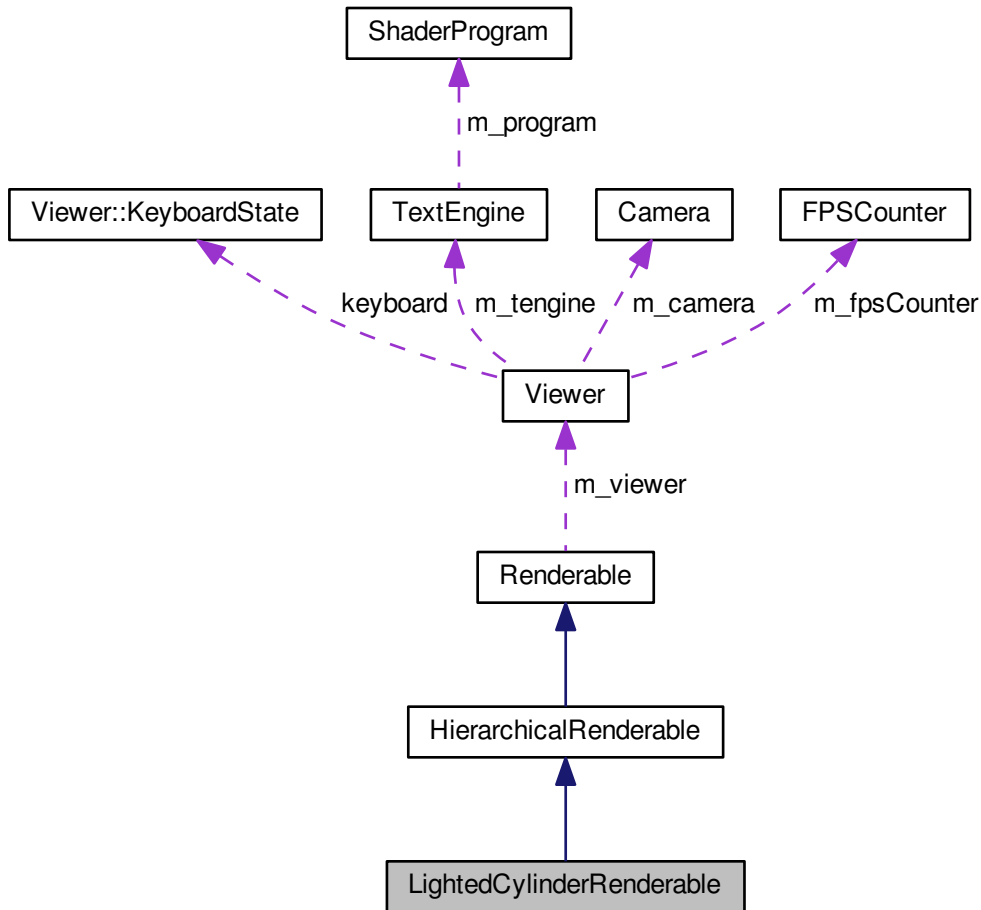 ShaderProgram
m_program
Viewer::KeyboardState
TextEngine
Camera
FPSCounter
keyboard
m_tengine
m_camera
m_fpsCounter
Viewer
m_viewer
Renderable
HierarchicalRenderable
LightedCylinderRenderable